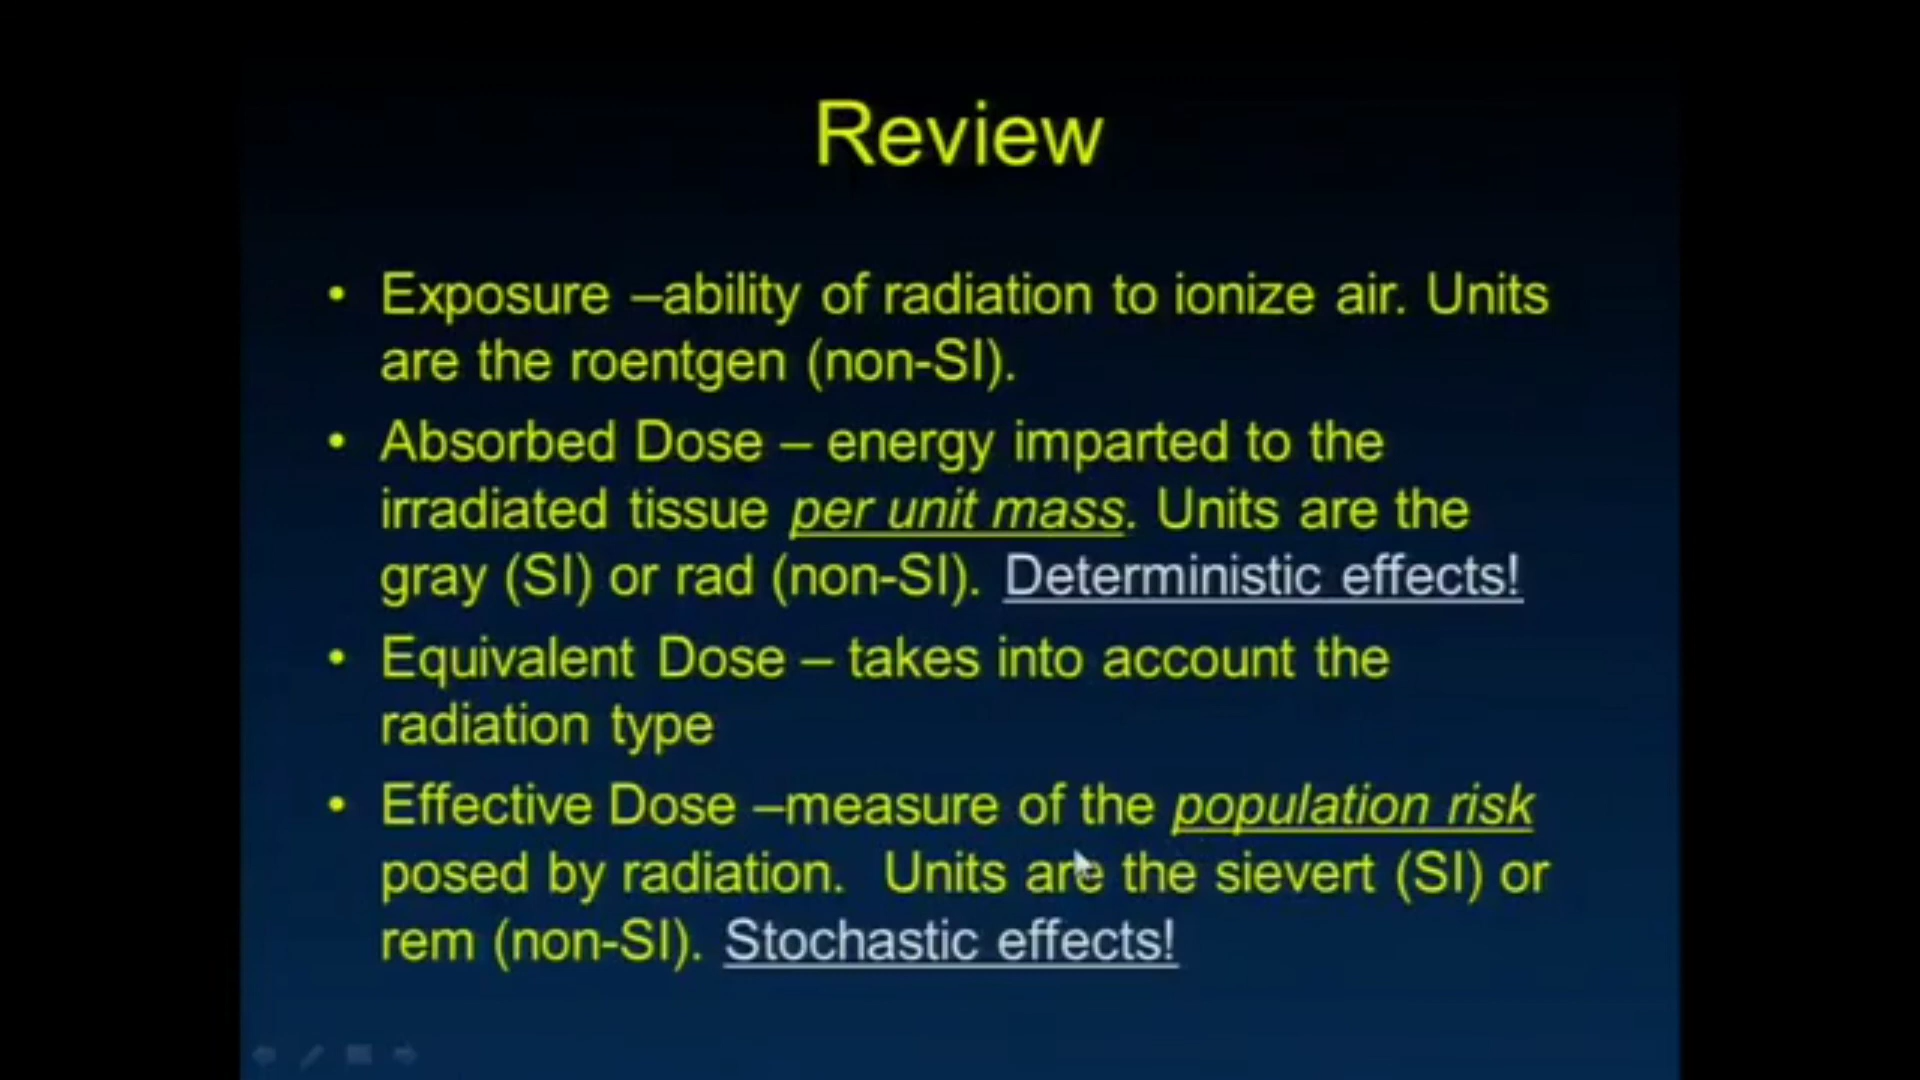 Review
• Exposure –ability of radiation to ionize air. Units
are the roentgen (non-SI).
• Absorbed Dose – energy imparted to the
irradiated tissue per unit mass. Units are the
gray (SI) or rad (non-SI). Deterministic effects!
• Equivalent Dose – takes into account the
radiation type
• Effective Dose –measure of the population risk
posed by radiation. Units are the sievert (SI) or
rem (non-SI). Stochastic effects!